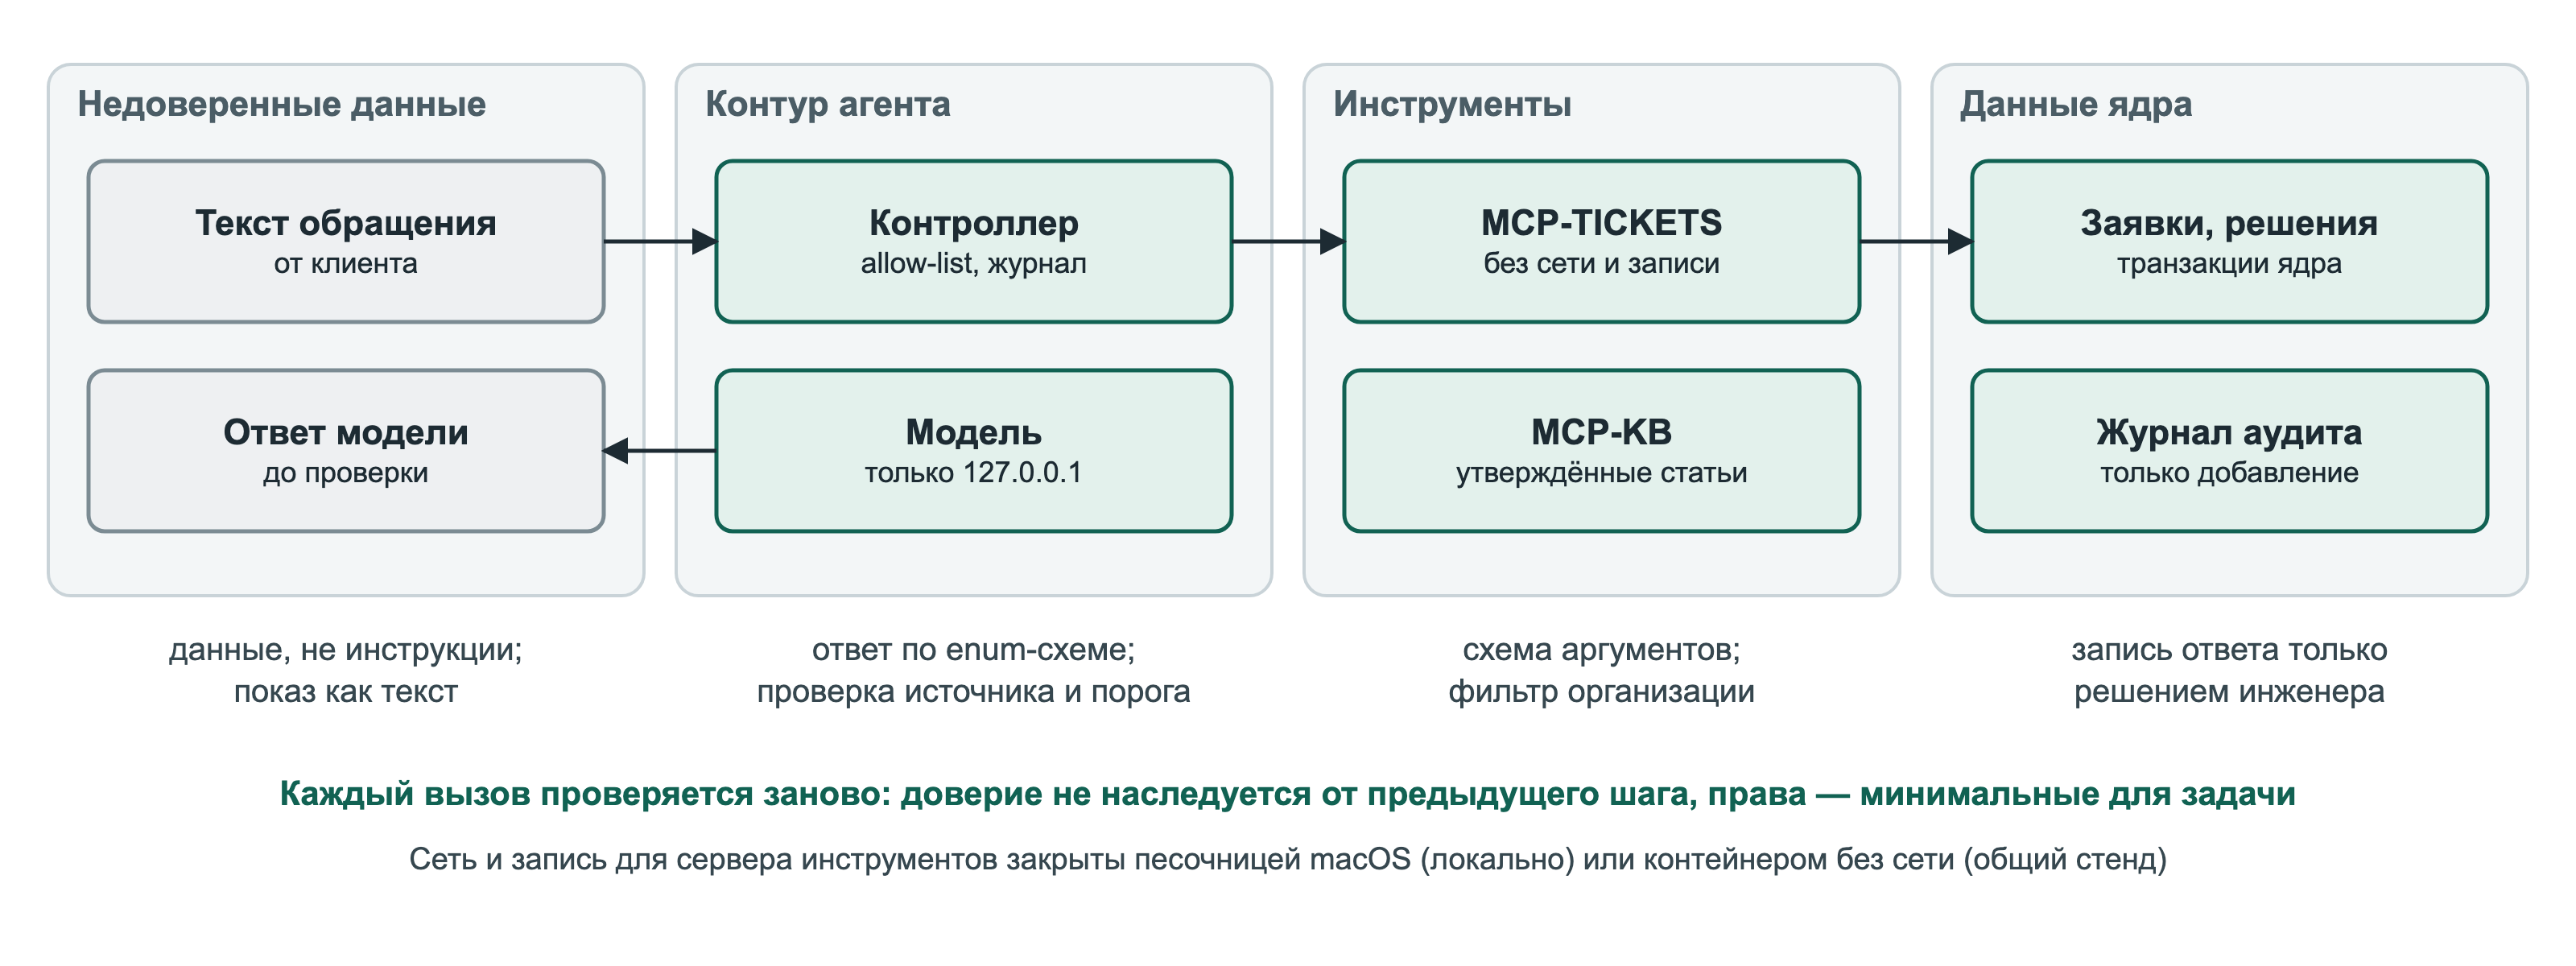 Недоверенные данные
Текст обращения
от клиента
Ответ модели
до проверки
данные, не инструкции;
показ как текст
Контур агента
Контроллер
allow-list, журнал
Модель
только 127.0.0.1
ответ по enum-схеме;
проверка источника и порога
Инструменты
MCP-TICKETS
без сети и записи
MCP-KB
утверждённые статьи
схема аргументов;
фильтр организации
Данные ядра
Заявки, решения
транзакции ядра
Журнал аудита
только добавление
запись ответа только
решением инженера
Каждый вызов проверяется заново: доверие не наследуется от предыдущего шага, права — минимальные для задачи
Сеть и запись для сервера инструментов закрыты песочницей macOS (локально) или контейнером без сети (общий стенд)